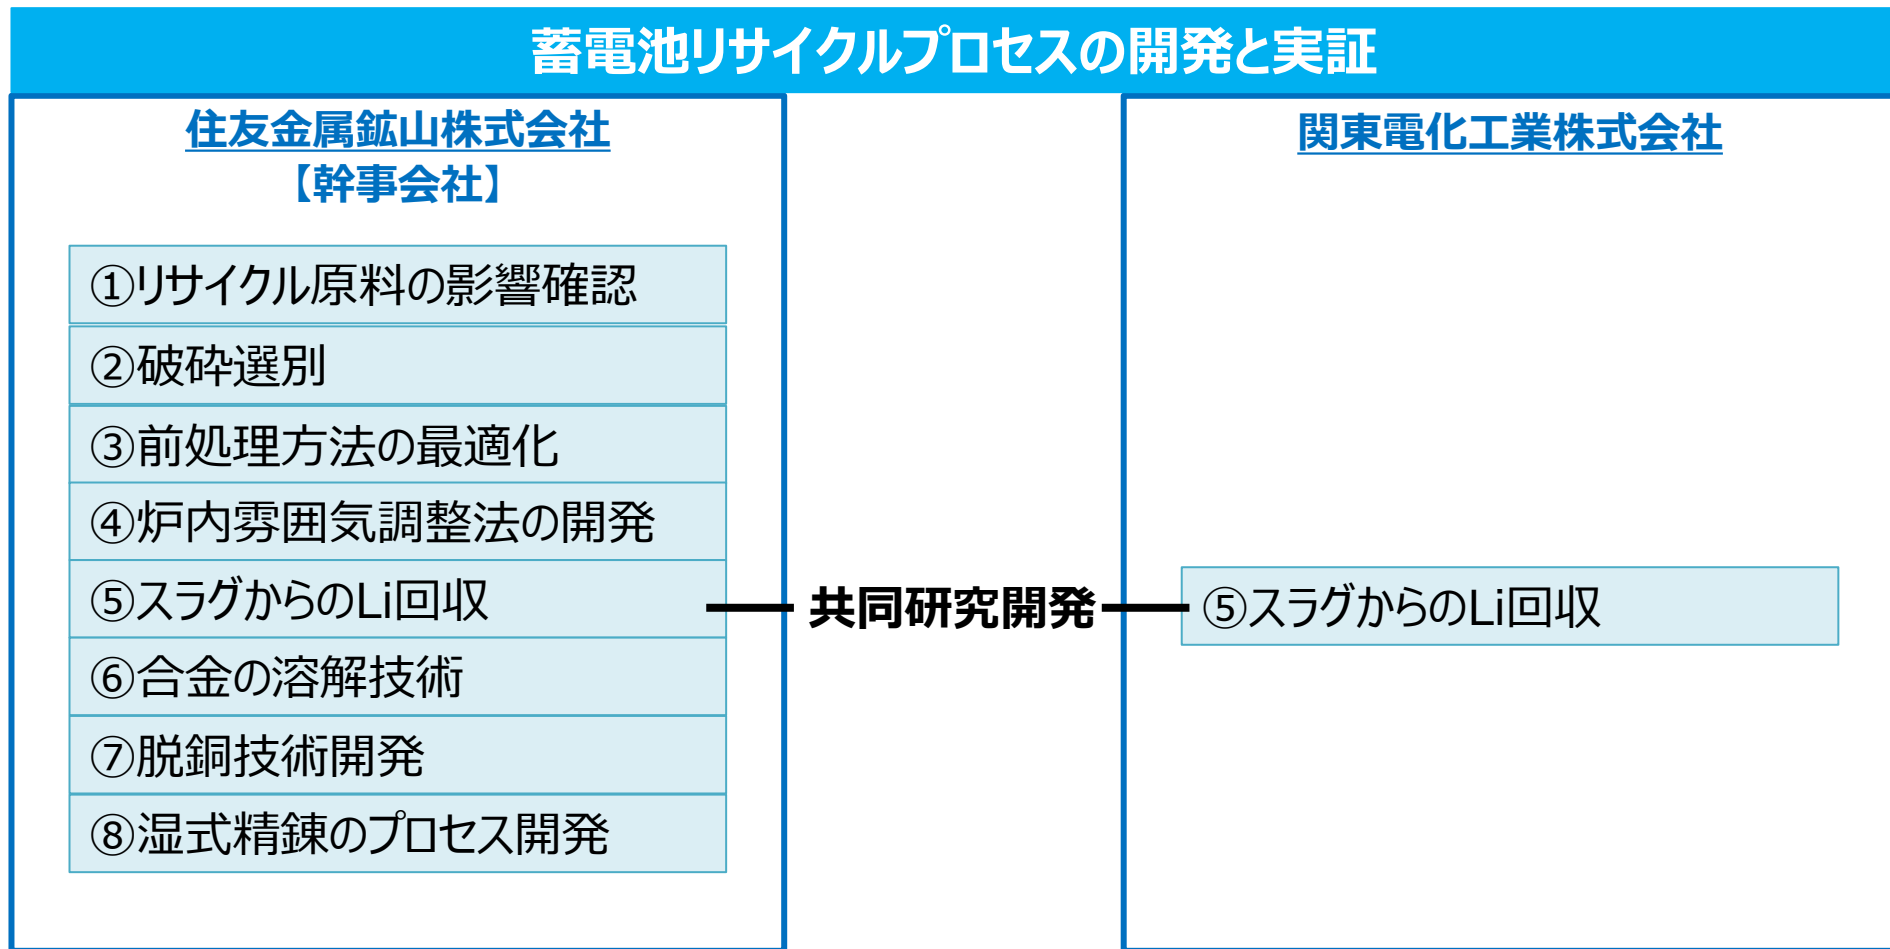 蓄電池リサイクルプロセスの開発と実証
住友金属鉱山株式会社
【幹事会社】
①リサイクル原料の影響確認
②破砕選別
③前処理方法の最適化
④炉内雰囲気調整法の開発
⑤スラグからのLi回収
⑥合金の溶解技術
⑦脱銅技術開発
⑧湿式精錬のプロセス開発
共同研究開発
関東電化工業株式会社
⑤スラグからのLi回収